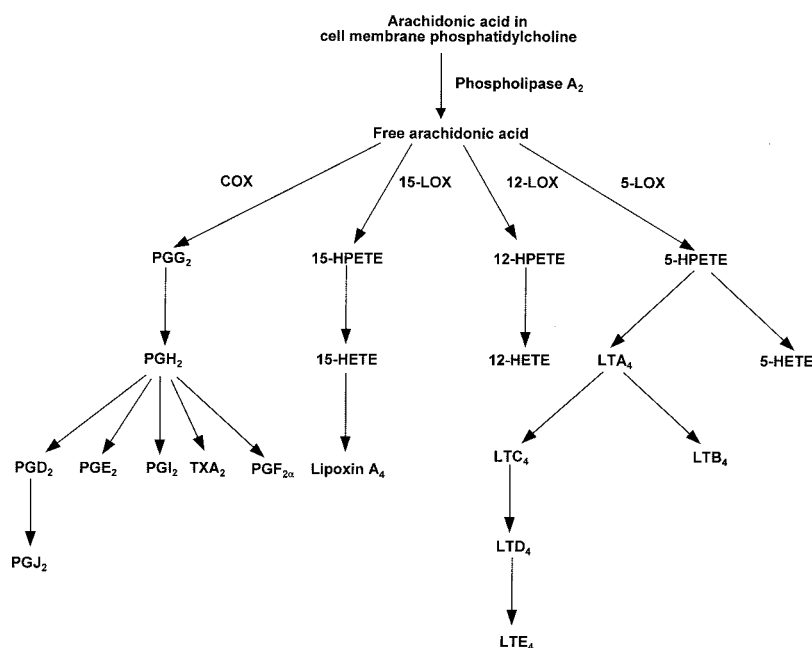 Arachidonic acid in
cell membrane phosphatidylcholine
Phospholipase A₂
Free arachidonic acid
COX 15-LOX 12-LOX 5-LOX
PGG₂ 15-HPETE 12-HPETE 5-HPETE
PGH₂ 15-HETE 12-HETE LTA₄ 5-HETE
PGD₂ PGE₂ PGI₂ TXA₂ PGF₂α Lipoxin A₄ LTC₄ LTB₄
PGJ₂ LTD₄
LTE₄